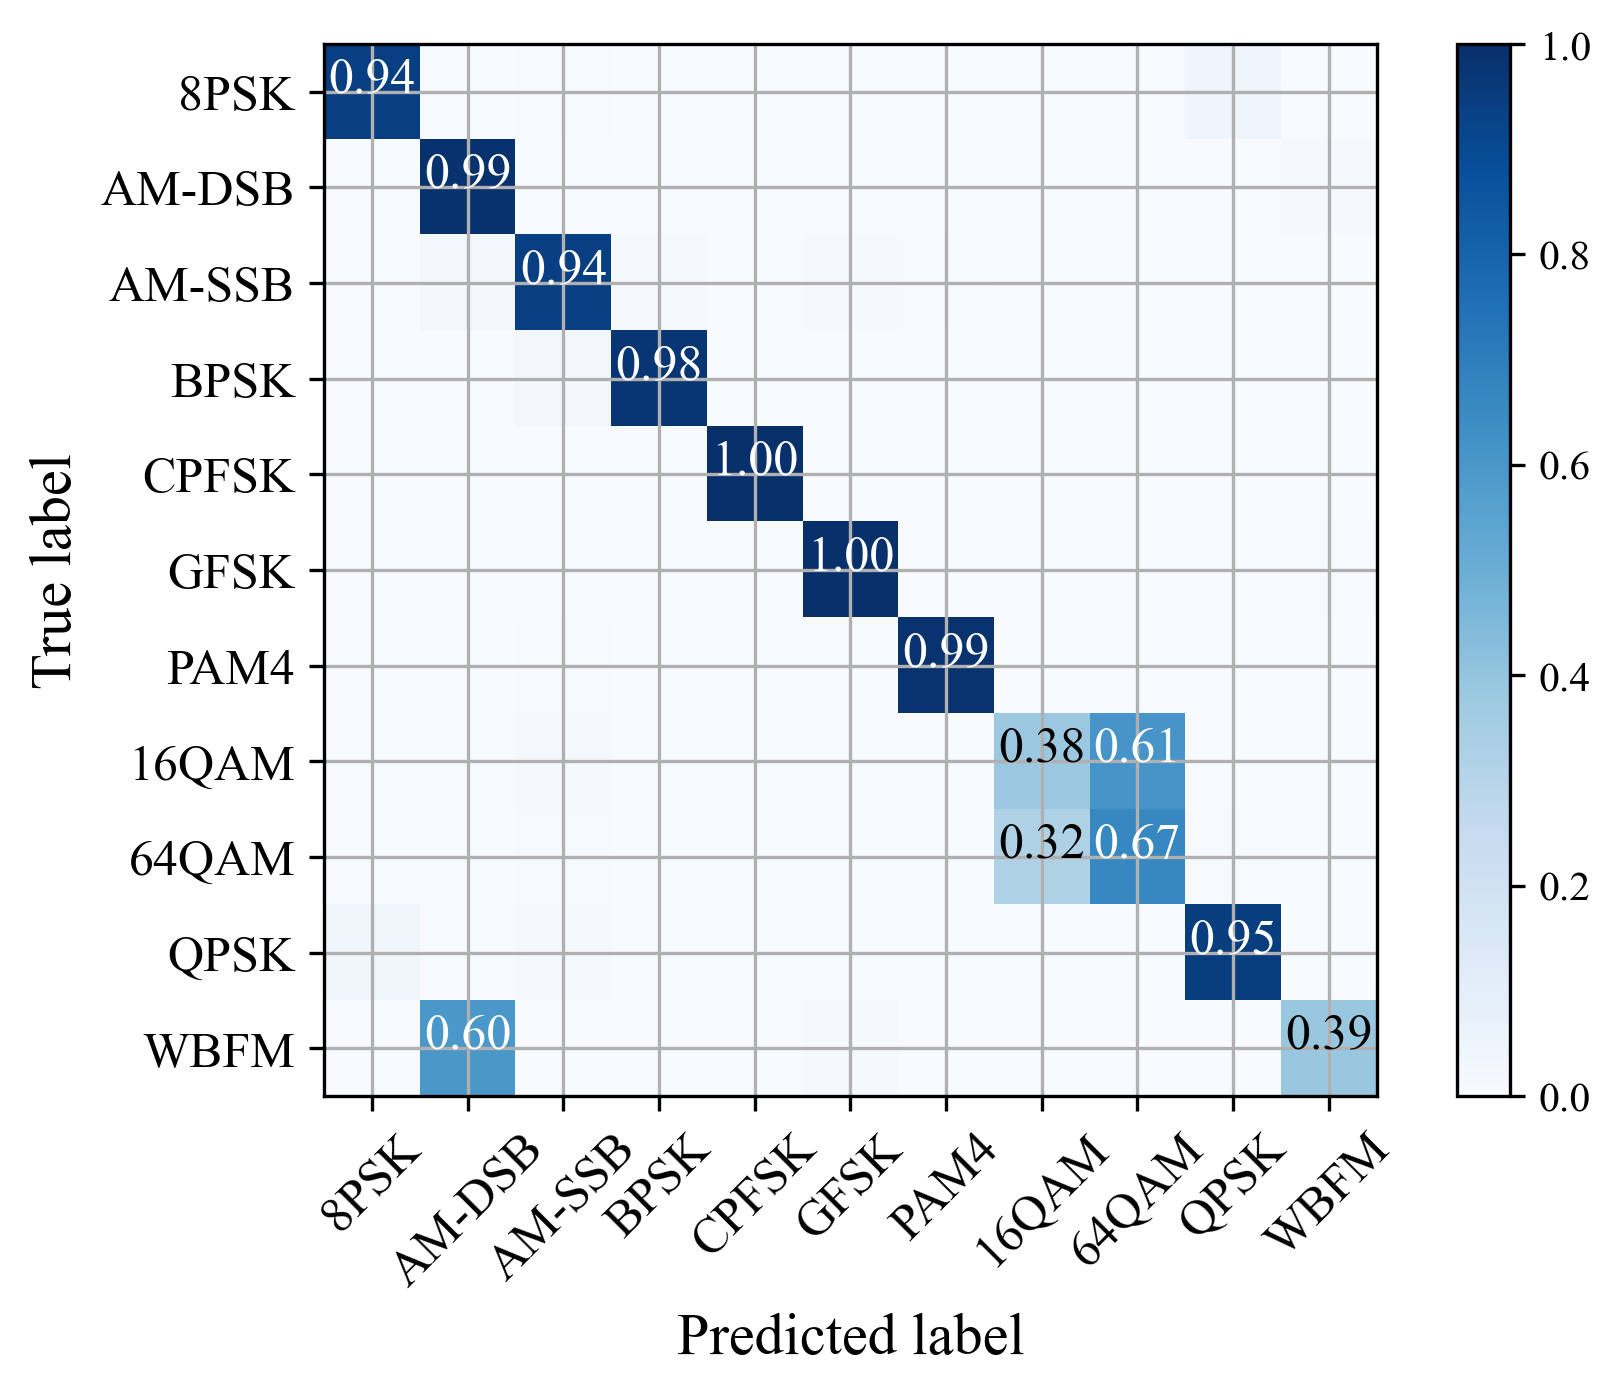 8PSK 0.94
AM-DSB 0.99
AM-SSB 0.94
BPSK 0.98
CPFSK 1.00
GFSK 1.00
PAM4 0.99
16QAM 0.38 0.61
64QAM 0.32 0.67
QPSK 0.95
WBFM 0.60 0.39
True label
8PSK AM-DSB AM-SSB BPSK CPFSK GFSK PAM4 16QAM 64QAM QPSK WBFM
Predicted label
1.0
0.8
0.6
0.4
0.2
0.0